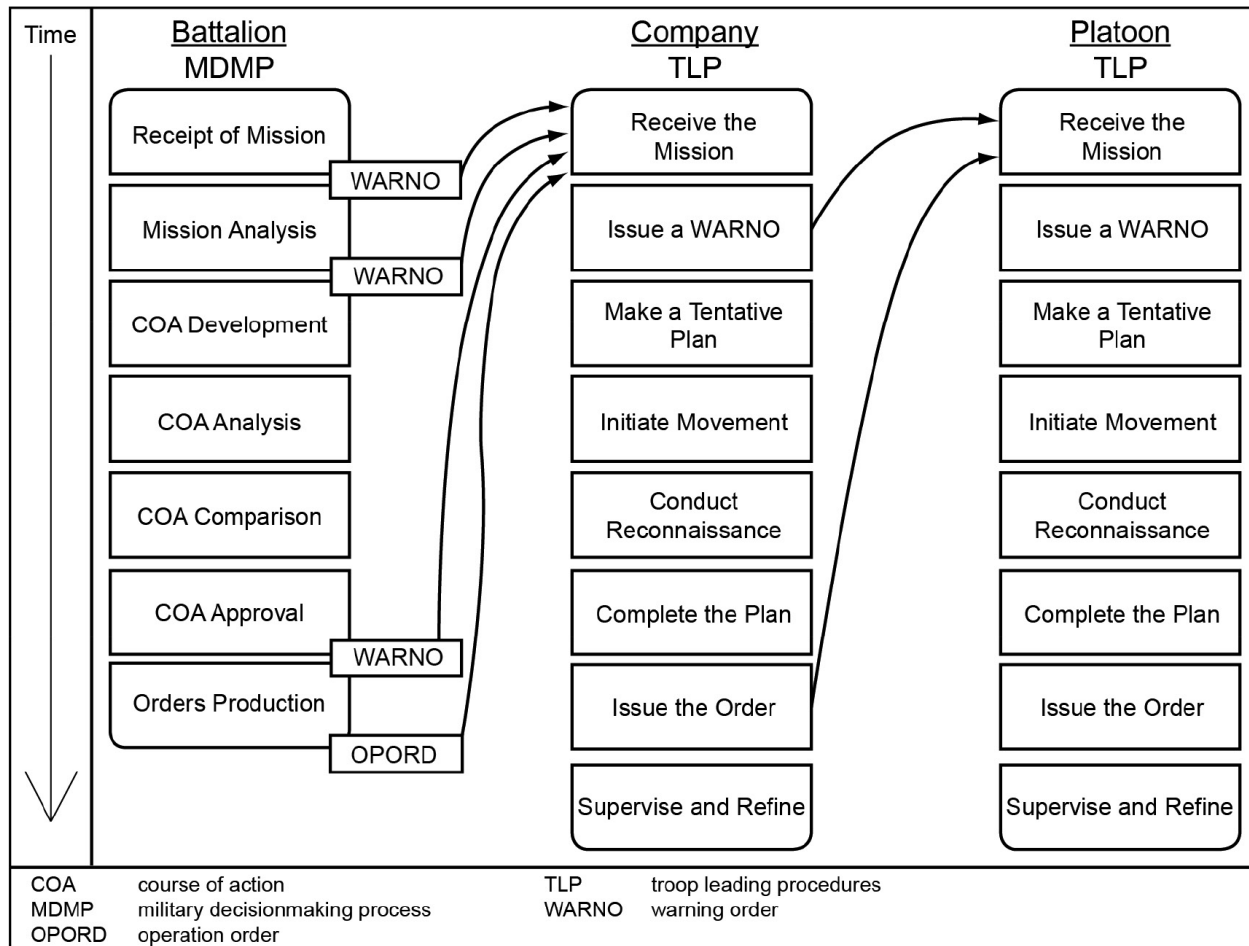 Time
Battalion
MDMP
Receipt of Mission
WARNO
Mission Analysis
WARNO
COA Development
COA Analysis
COA Comparison
COA Approval
WARNO
Orders Production
OPORD
Company
TLP
Receive the
Mission
Issue a WARNO
Make a Tentative
Plan
Initiate Movement
Conduct
Reconnaissance
Complete the Plan
Issue the Order
Supervise and Refine
Platoon
TLP
Receive the
Mission
Issue a WARNO
Make a Tentative
Plan
Initiate Movement
Conduct
Reconnaissance
Complete the Plan
Issue the Order
Supervise and Refine
COA course of action
MDMP military decisionmaking process
OPORD operation order
TLP troop leading procedures
WARNO warning order